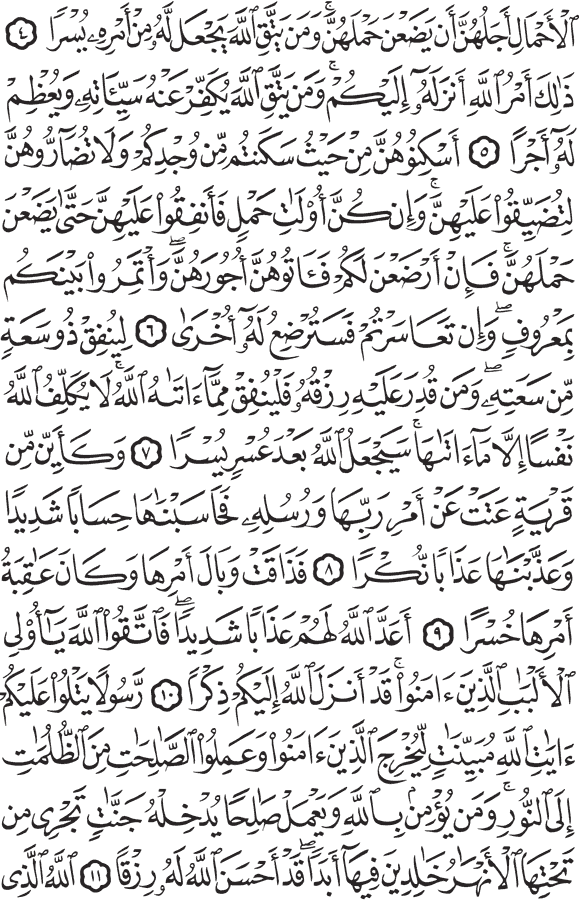 ٱلْأَحْمَالِ أَجَلُهُنَّ أَن يَضَعْنَ حَمْلَهُنَّۚ وَمَن يَتَّقِ ٱللَّهَ يَجْعَل لَّهُۥ مِنْ أَمْرِهِۦ يُسْرًا ٤
ذَٰلِكَ أَمْرُ ٱللَّهِ أَنزَلَهُۥٓ إِلَيْكُمْۚ وَمَن يَتَّقِ ٱللَّهَ يُكَفِّرْ عَنْهُ سَيِّـَٔاتِهِۦ وَيُعْظِمْ
لَهُۥٓ أَجْرًا ٥ أَسْكِنُوهُنَّ مِنْ حَيْثُ سَكَنتُم مِّن وُجْدِكُمْ وَلَا تُضَآرُّوهُنَّ
لِتُضَيِّقُوا۟ عَلَيْهِنَّۚ وَإِن كُنَّ أُو۟لَٰتِ حَمْلٍ فَأَنفِقُوا۟ عَلَيْهِنَّ حَتَّىٰ يَضَعْنَ
حَمْلَهُنَّۚ فَإِنْ أَرْضَعْنَ لَكُمْ فَـَٔاتُوهُنَّ أُجُورَهُنَّۖ وَأْتَمِرُوا۟ بَيْنَكُم
بِمَعْرُوفٍۖ وَإِن تَعَاسَرْتُمْ فَسَتُرْضِعُ لَهُۥٓ أُخْرَىٰ ٦ لِيُنفِقْ ذُو سَعَةٍ
مِّن سَعَتِهِۦۖ وَمَن قُدِرَ عَلَيْهِ رِزْقُهُۥ فَلْيُنفِقْ مِمَّآ ءَاتَىٰهُ ٱللَّهُۚ لَا يُكَلِّفُ ٱللَّهُ
نَفْسًا إِلَّا مَآ ءَاتَىٰهَاۚ سَيَجْعَلُ ٱللَّهُ بَعْدَ عُسْرٍ يُسْرًا ٧ وَكَأَيِّن مِّن
قَرْيَةٍ عَتَتْ عَنْ أَمْرِ رَبِّهَا وَرُسُلِهِۦ فَحَاسَبْنَٰهَا حِسَابًا شَدِيدًا
وَعَذَّبْنَٰهَا عَذَابًا نُّكْرًا ٨ فَذَاقَتْ وَبَالَ أَمْرِهَا وَكَانَ عَٰقِبَةُ
أَمْرِهَا خُسْرًا ٩ أَعَدَّ ٱللَّهُ لَهُمْ عَذَابًا شَدِيدًاۖ فَٱتَّقُوا۟ ٱللَّهَ يَٰٓأُو۟لِى
ٱلْأَلْبَٰبِ ٱلَّذِينَ ءَامَنُوا۟ۚ قَدْ أَنزَلَ ٱللَّهُ إِلَيْكُمْ ذِكْرًا ١٠ رَّسُولًا يَتْلُوا۟ عَلَيْكُمْ
ءَايَٰتِ ٱللَّهِ مُبَيِّنَٰتٍ لِّيُخْرِجَ ٱلَّذِينَ ءَامَنُوا۟ وَعَمِلُوا۟ ٱلصَّٰلِحَٰتِ مِنَ ٱلظُّلُمَٰتِ
إِلَى ٱلنُّورِۚ وَمَن يُؤْمِنۢ بِٱللَّهِ وَيَعْمَلْ صَٰلِحًا يُدْخِلْهُ جَنَّٰتٍ تَجْرِى مِن
تَحْتِهَا ٱلْأَنْهَٰرُ خَٰلِدِينَ فِيهَآ أَبَدًاۖ قَدْ أَحْسَنَ ٱللَّهُ لَهُۥ رِزْقًا ١١ ٱللَّهُ ٱلَّذِى